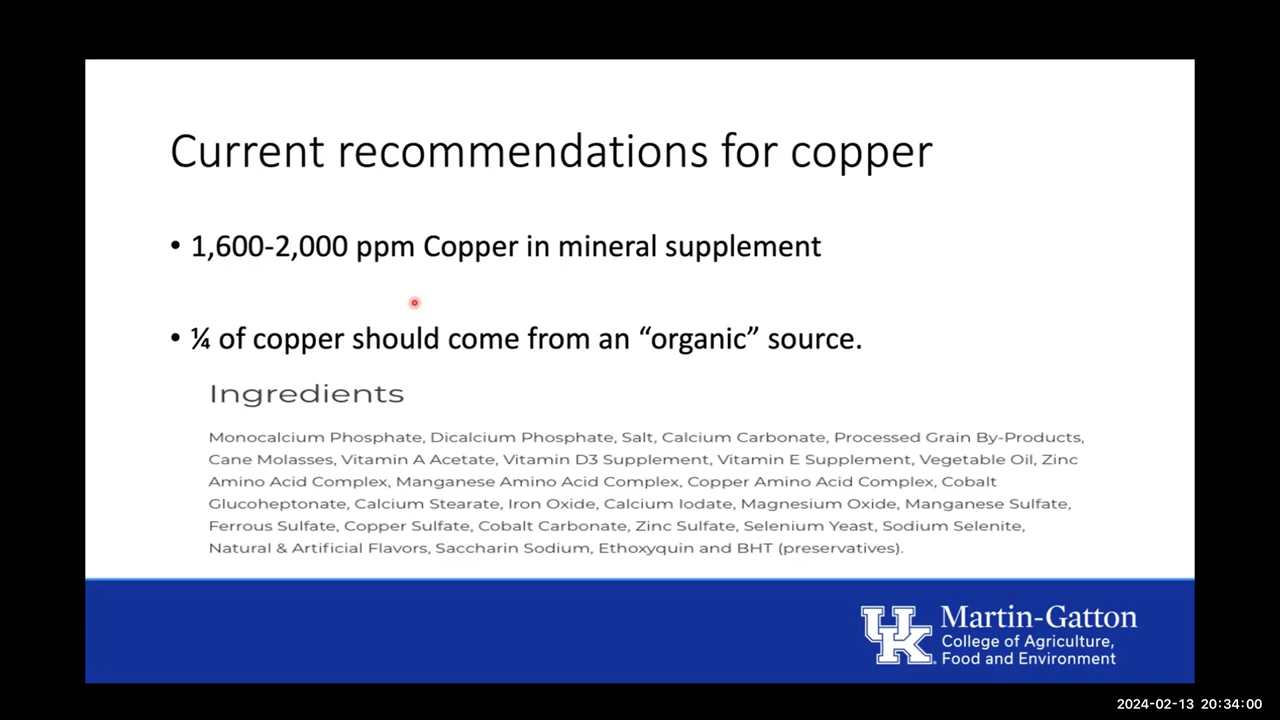 Current recommendations for copper
• 1,600-2,000 ppm Copper in mineral supplement
• ¼ of copper should come from an “organic” source.
Ingredients
Monocalcium Phosphate, Dicalcium Phosphate, Salt, Calcium Carbonate, Processed Grain By-Products,
Cane Molasses, Vitamin A Acetate, Vitamin D3 Supplement, Vitamin E Supplement, Vegetable Oil, Zinc
Amino Acid Complex, Manganese Amino Acid Complex, Copper Amino Acid Complex, Cobalt
Glucoheptonate, Calcium Stearate, Iron Oxide, Calcium Iodate, Magnesium Oxide, Manganese Sulfate,
Ferrous Sulfate, Copper Sulfate, Cobalt Carbonate, Zinc Sulfate, Selenium Yeast, Sodium Selenite,
Natural & Artificial Flavors, Saccharin Sodium, Ethoxyquin and BHT (preservatives).
UK Martin-Gatton
College of Agriculture,
Food and Environment
2024-02-13 20:34:00